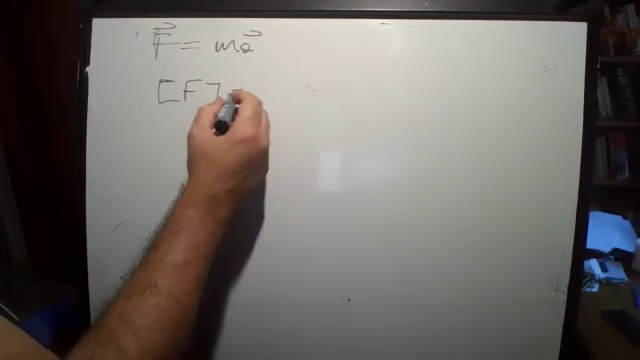 F⃗ = ma⃗
[F] =